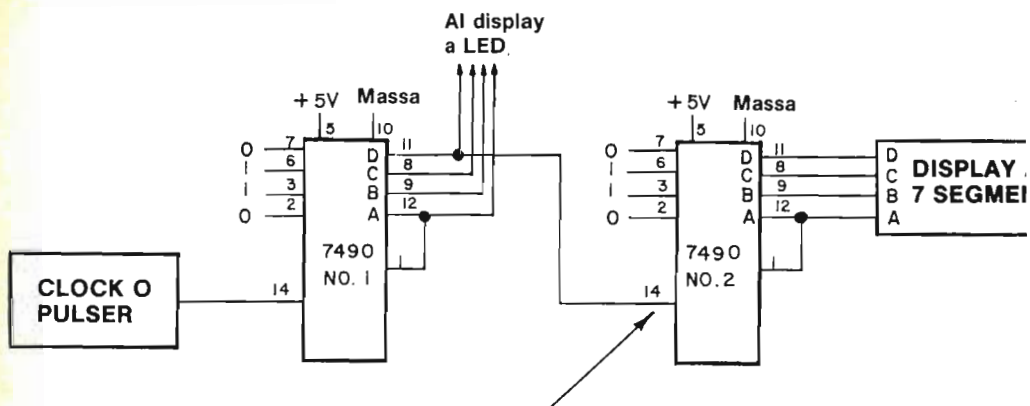 Al display
a LED
+5V Massa
5 10
7 6 3 2
0 1 1 0
D C B A
11 8 9 12
7490
NO. 1
1
14
CLOCK O
PULSER
+5V Massa
5 10
7 6 3 2
0 1 1 0
D C B A
11 8 9 12
7490
NO. 2
1
14
D C B A
DISPLAY
7